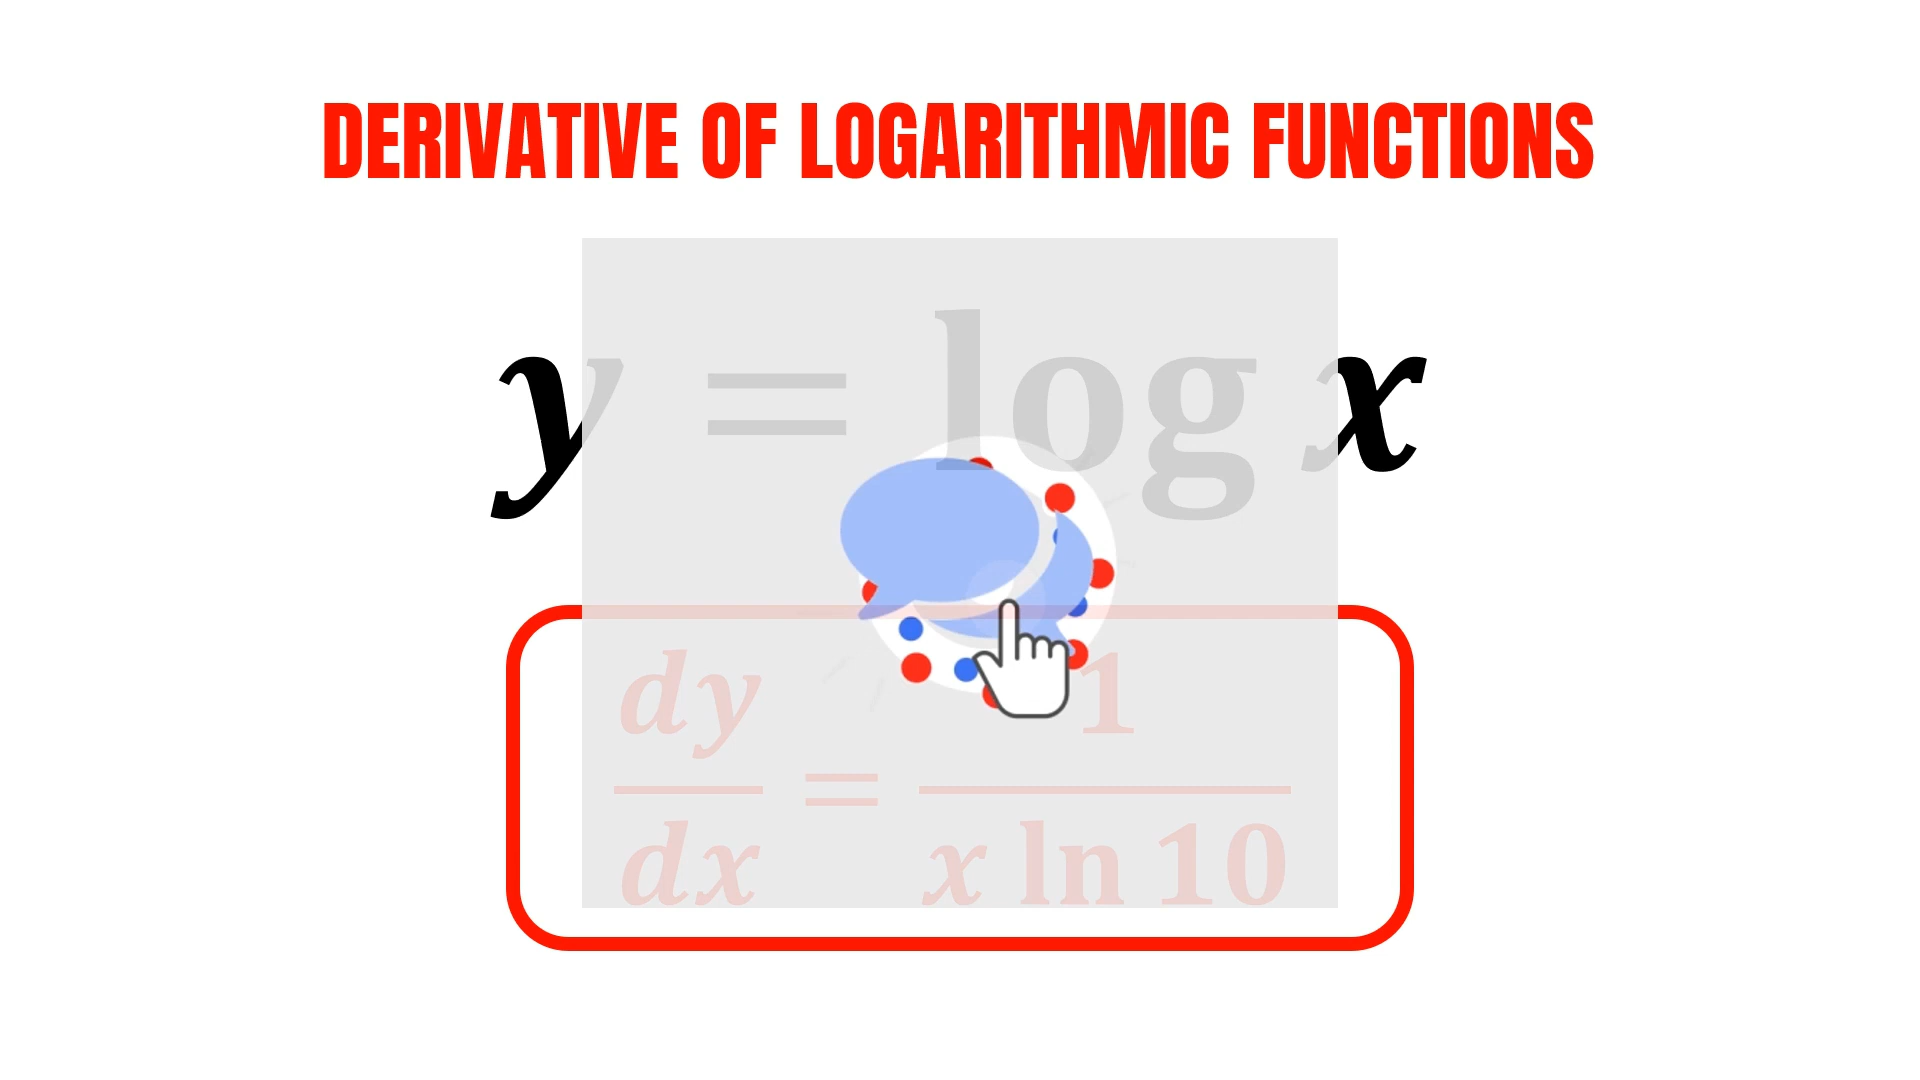 DERIVATIVE OF LOGARITHMIC FUNCTIONS
y = log x
dy/dx = 1/(x ln 10)